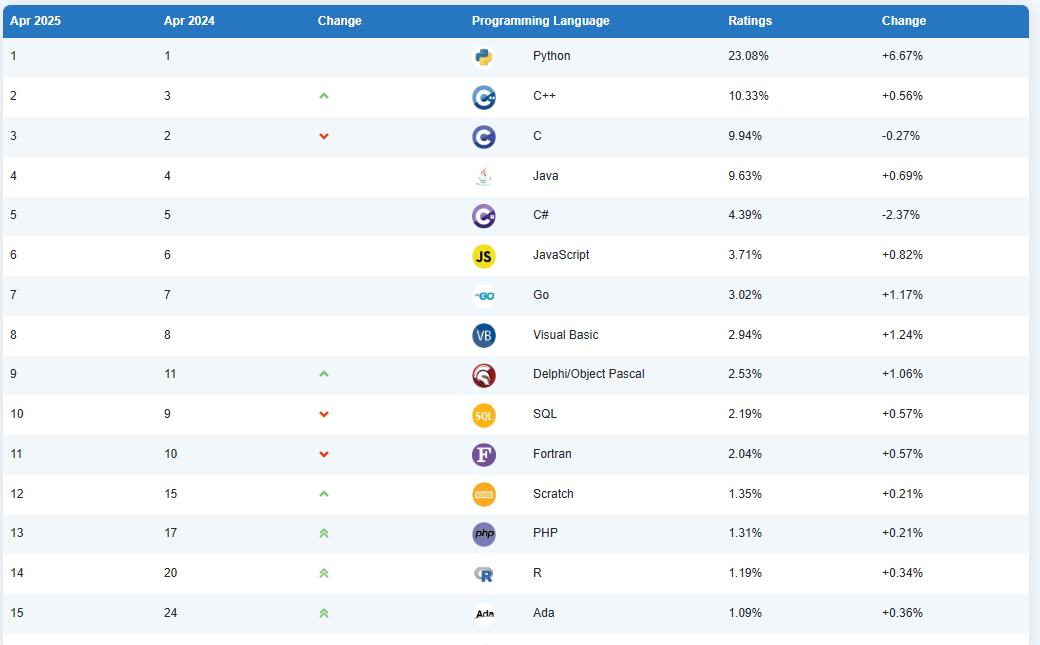 Apr 2025 Apr 2024 Change Programming Language Ratings Change
1 1 Python 23.08% +6.67%
2 3 C++ 10.33% +0.56%
3 2 C 9.94% -0.27%
4 4 Java 9.63% +0.69%
5 5 C# 4.39% -2.37%
6 6 JS JavaScript 3.71% +0.82%
7 7 GO Go 3.02% +1.17%
8 8 VB Visual Basic 2.94% +1.24%
9 11 Delphi/Object Pascal 2.53% +1.06%
10 9 SQL SQL 2.19% +0.57%
11 10 F Fortran 2.04% +0.57%
12 15 Scratch 1.35% +0.21%
13 17 php PHP 1.31% +0.21%
14 20 R R 1.19% +0.34%
15 24 Ada Ada 1.09% +0.36%